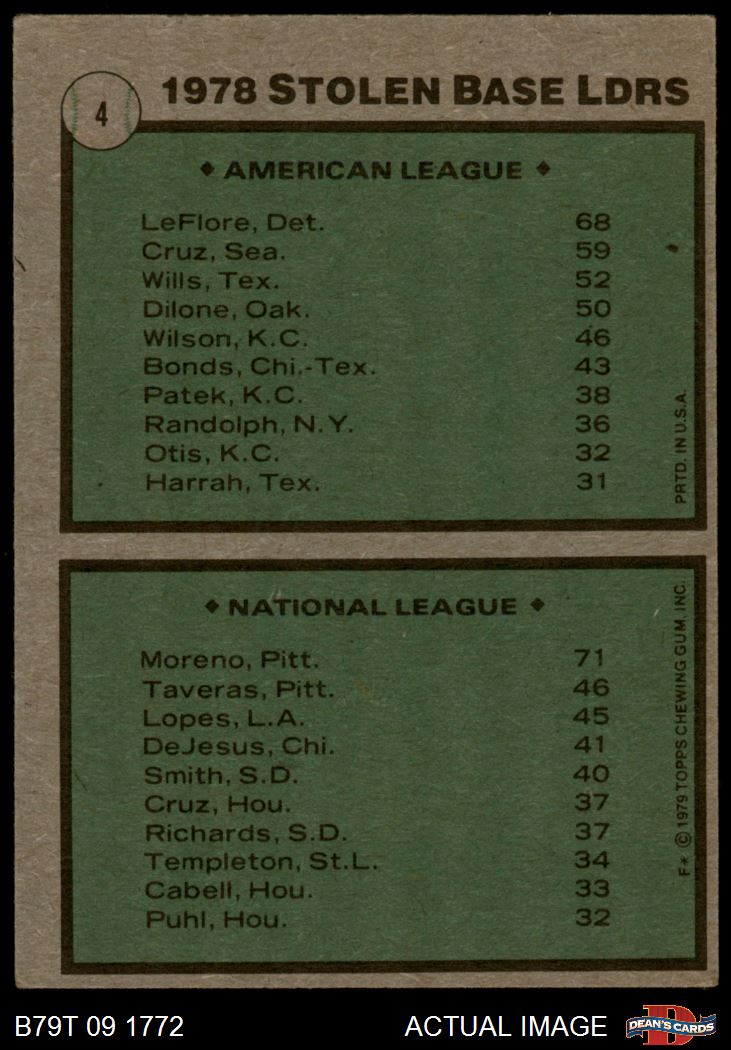 4
1978 STOLEN BASE LDRS
♦ AMERICAN LEAGUE ♦
LeFlore, Det. 68
Cruz, Sea. 59
Wills, Tex. 52
Dilone, Oak. 50
Wilson, K.C. 46
Bonds, Chi.-Tex. 43
Patek, K.C. 38
Randolph, N.Y. 36
Otis, K.C. 32
Harrah, Tex. 31
PRTD. IN U.S.A.
♦ NATIONAL LEAGUE ♦
Moreno, Pitt. 71
Taveras, Pitt. 46
Lopes, L.A. 45
DeJesus, Chi. 41
Smith, S.D. 40
Cruz, Hou. 37
Richards, S.D. 37
Templeton, St.L. 34
Cabell, Hou. 33
Puhl, Hou. 32
F* © 1979 TOPPS CHEWING GUM, INC.
B79T 09 1772
ACTUAL IMAGE
D
DEAN'S CARDS